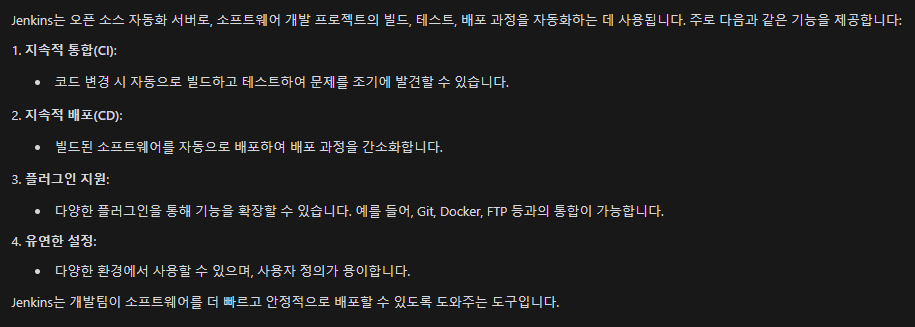 Jenkins는 오픈 소스 자동화 서버로, 소프트웨어 개발 프로젝트의 빌드, 테스트, 배포 과정을 자동화하는 데 사용됩니다. 주로 다음과 같은 기능을 제공합니다:
1. 지속적 통합(CI):
• 코드 변경 시 자동으로 빌드하고 테스트하여 문제를 조기에 발견할 수 있습니다.
2. 지속적 배포(CD):
• 빌드된 소프트웨어를 자동으로 배포하여 배포 과정을 간소화합니다.
3. 플러그인 지원:
• 다양한 플러그인을 통해 기능을 확장할 수 있습니다. 예를 들어, Git, Docker, FTP 등과의 통합이 가능합니다.
4. 유연한 설정:
• 다양한 환경에서 사용할 수 있으며, 사용자 정의가 용이합니다.
Jenkins는 개발팀이 소프트웨어를 더 빠르고 안정적으로 배포할 수 있도록 도와주는 도구입니다.